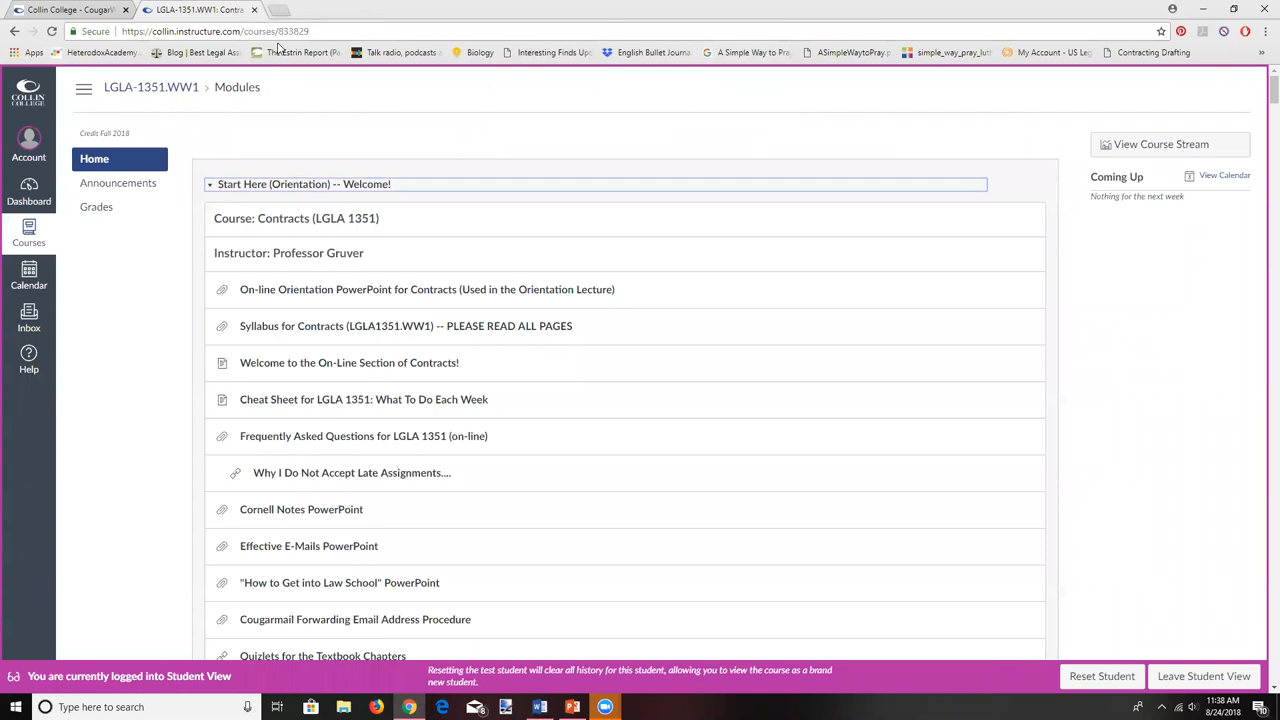 Collin College - CougarW
LGLA-1351.WW1: Contra
Secure
https://collin.instructure.com/courses/833829
Apps
HeterodoxAcademy
Blog | Best Legal Ass
Talk radio, podcasts
Biology
Interesting Finds Up
English Bullet Journa
A Simple Way to P
ASimpleWaytoPray
simple_way_pray_luth
My Account - US Leg
Contracting Drafting
COLLIN
COLLEGE
LGLA-1351.WW1 > Modules
Account
Dashboard
Courses
Calendar
Inbox
Help
Credit Fall 2018
Home
Announcements
Grades
Start Here (Orientation) -- Welcome!
Course: Contracts (LGLA 1351)
Instructor: Professor Gruver
On-line Orientation PowerPoint for Contracts (Used in the Orientation Lecture)
Syllabus for Contracts (LGLA1351.WW1) -- PLEASE READ ALL PAGES
Welcome to the On-Line Section of Contracts!
Cheat Sheet for LGLA 1351: What To Do Each Week
Frequently Asked Questions for LGLA 1351 (on-line)
Why I Do Not Accept Late Assignments....
Cornell Notes PowerPoint
Effective E-Mails PowerPoint
"How to Get into Law School" PowerPoint
Cougarmail Forwarding Email Address Procedure
Quizlets for the Textbook Chapters
View Course Stream
Coming Up
View Calendar
Nothing for the next week
You are currently logged into Student View
Resetting the test student will clear all history for this student, allowing you to view the course as a brand
new student.
Reset Student
Leave Student View
Type here to search
11:38 AM
8/24/2018